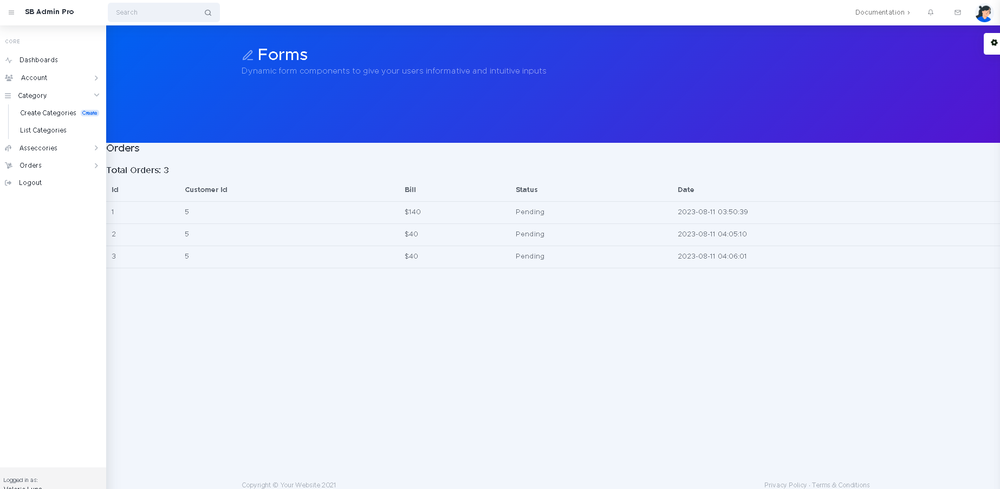 SB Admin Pro
Search
Documentation
CORE
Dashboards
Account
Category
Create Categories Create
List Categories
Asseccories
Orders
Logout
Logged in as:
Valerie Luna
Forms
Dynamic form components to give your users informative and intuitive inputs
Orders
Total Orders: 3
Id Customer Id Bill Status Date
1 5 $140 Pending 2023-08-11 03:50:39
2 5 $40 Pending 2023-08-11 04:05:10
3 5 $40 Pending 2023-08-11 04:06:01
Copyright © Your Website 2021
Privacy Policy · Terms & Conditions